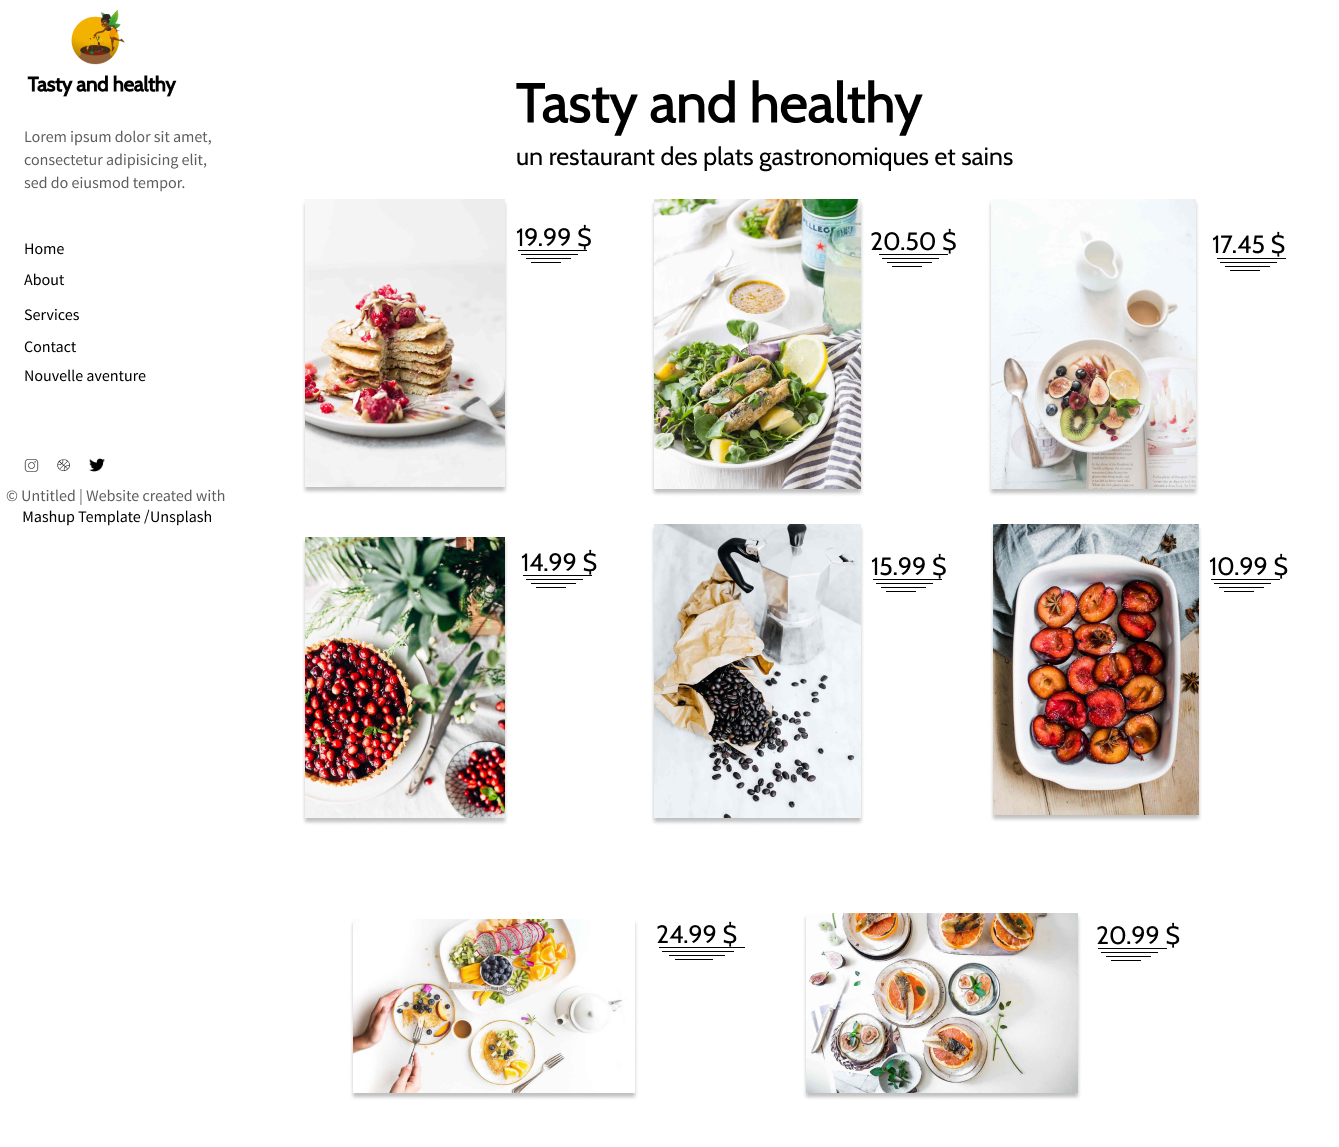 Tasty and healthy
Lorem ipsum dolor sit amet,
consectetur adipisicing elit,
sed do eiusmod tempor.
Home
About
Services
Contact
Nouvelle aventure
© Untitled | Website created with
Mashup Template /Unsplash
Tasty and healthy
un restaurant des plats gastronomiques et sains
19.99 $
20.50 $
17.45 $
14.99 $
15.99 $
10.99 $
24.99 $
20.99 $